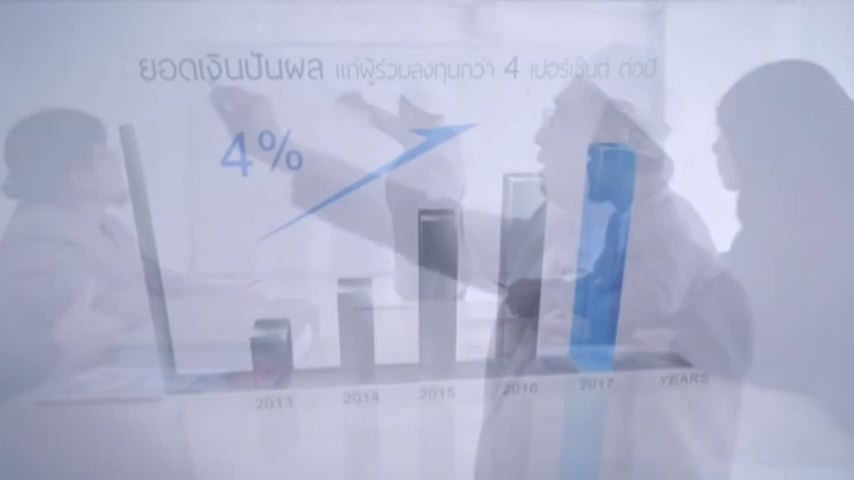 ยอดเงินปันผล แก่ผู้ร่วมลงทุนกว่า 4 เปอร์เซ็นต์ ต่อปี
4%
2013 2014 2015 2016 2017 YEARS